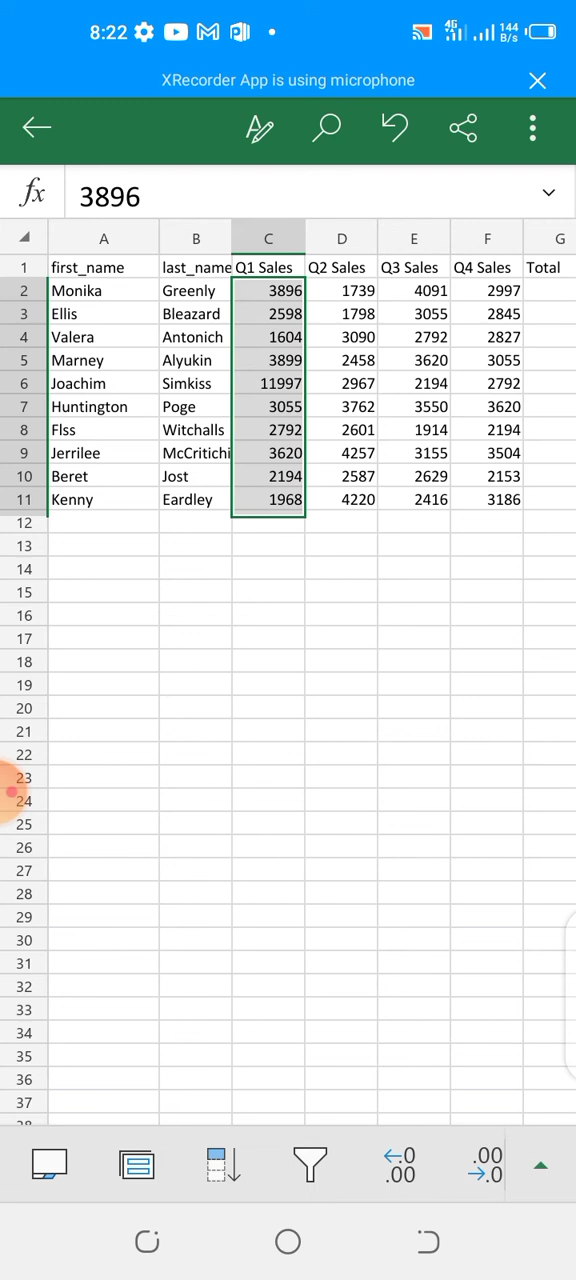 8:22 4G 144 B/s
XRecorder App is using microphone
fx 3896
A B C D E F G
1 first_name last_name Q1 Sales Q2 Sales Q3 Sales Q4 Sales Total
2 Monika Greenly 3896 1739 4091 2997
3 Ellis Bleazard 2598 1798 3055 2845
4 Valera Antonich 1604 3090 2792 2827
5 Marney Alyukin 3899 2458 3620 3055
6 Joachim Simkiss 11997 2967 2194 2792
7 Huntington Poge 3055 3762 3550 3620
8 Flss Witchalls 2792 2601 1914 2194
9 Jerrilee McCritichi 3620 4257 3155 3504
10 Beret Jost 2194 2587 2629 2153
11 Kenny Eardley 1968 4220 2416 3186
12
13
14
15
16
17
18
19
20
21
22
23
24
25
26
27
28
29
30
31
32
33
34
35
36
37
←.0 .00
.00 →.0